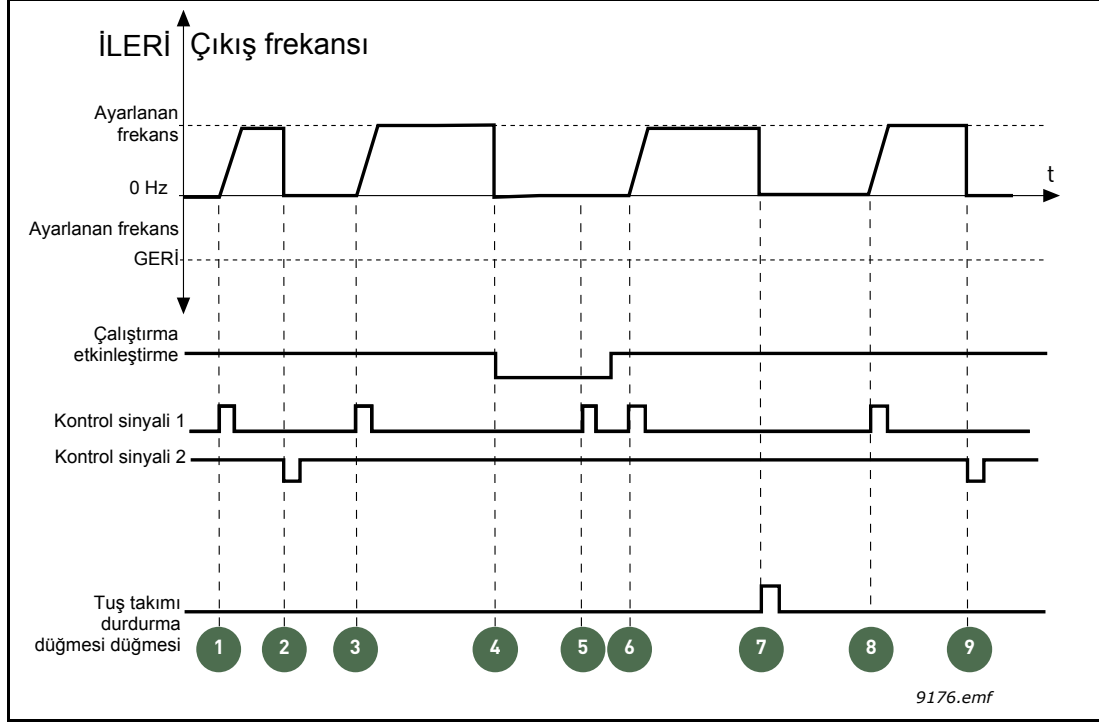 İLERİ Çıkış frekansı
Ayarlanan
frekans
0 Hz
t
Ayarlanan frekans
GERİ
Çalıştırma
etkinleştirme
Kontrol sinyali 1
Kontrol sinyali 2
Tuş takımı
durdurma
düğmesi düğmesi
1 2 3 4 5 6 7 8 9
9176.emf